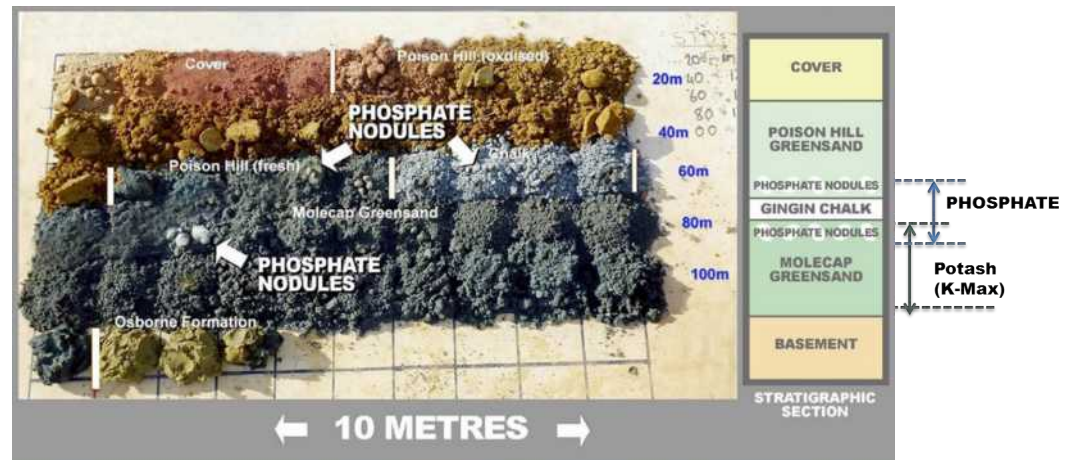 Cover
Poison Hill (oxdised)
20m
PHOSPHATE
NODULES
40m
Poison Hill (fresh)
Chalk
60m
Molecap Greensand
80m
PHOSPHATE
NODULES
100m
Osborne Formation
10 METRES
COVER
POISON HILL
GREENSAND
PHOSPHATE NODULES
GINGIN CHALK
PHOSPHATE NODULES
MOLECAP
GREENSAND
BASEMENT
STRATIGRAPHIC
SECTION
PHOSPHATE
Potash
(K-Max)